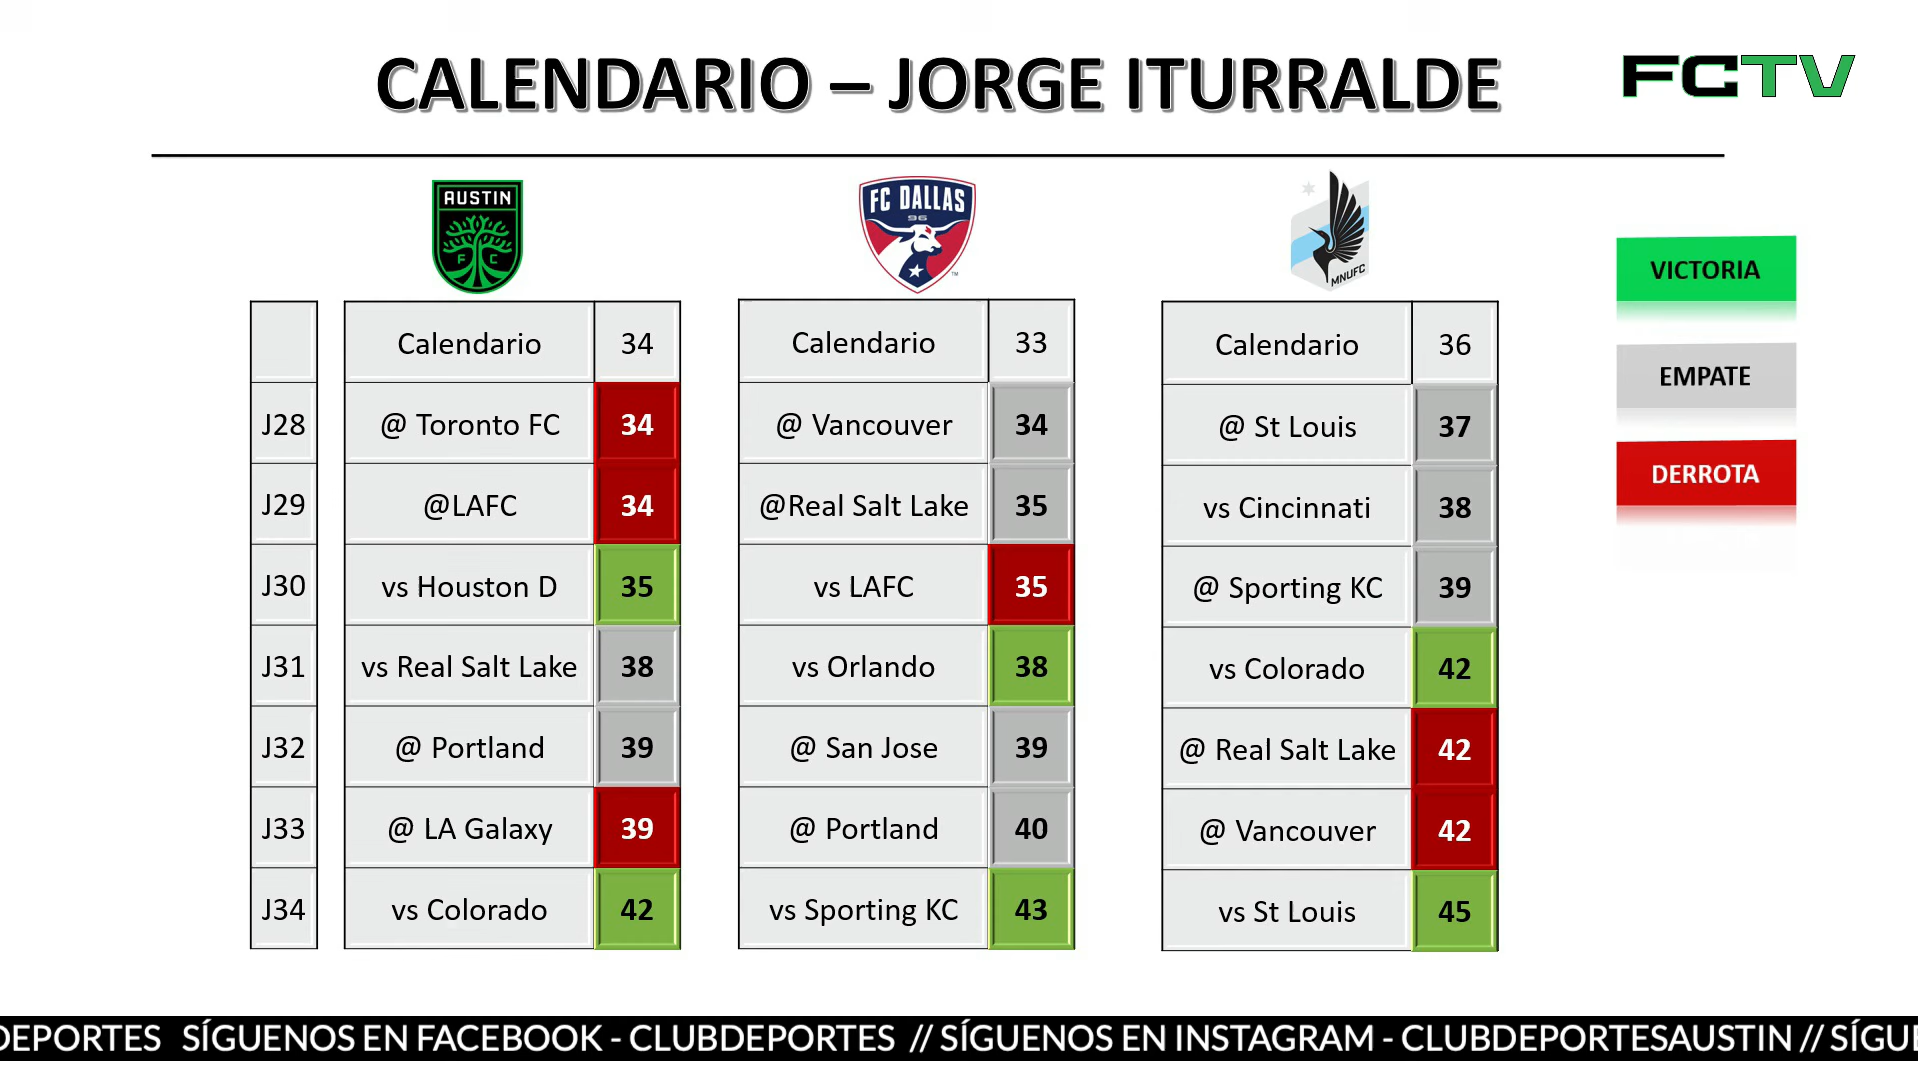 CALENDARIO – JORGE ITURRALDE
FCTV
AUSTIN
F C
FC DALLAS
96
TM
MNUFC
VICTORIA
EMPATE
DERROTA
Calendario 34 Calendario 33 Calendario 36
J28 @ Toronto FC 34 @ Vancouver 34 @ St Louis 37
J29 @LAFC 34 @Real Salt Lake 35 vs Cincinnati 38
J30 vs Houston D 35 vs LAFC 35 @ Sporting KC 39
J31 vs Real Salt Lake 38 vs Orlando 38 vs Colorado 42
J32 @ Portland 39 @ San Jose 39 @ Real Salt Lake 42
J33 @ LA Galaxy 39 @ Portland 40 @ Vancouver 42
J34 vs Colorado 42 vs Sporting KC 43 vs St Louis 45
DEPORTES SÍGUENOS EN FACEBOOK - CLUBDEPORTES // SÍGUENOS EN INSTAGRAM - CLUBDEPORTESAUSTIN // SÍGUE